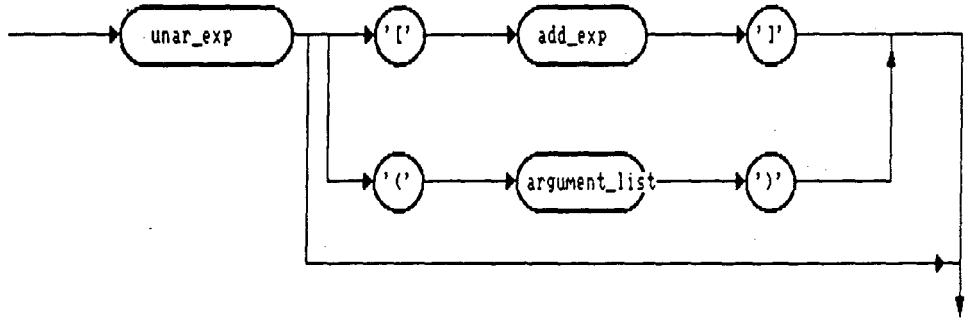 unar_exp '[' add_exp ']'
'(' argument_list ')'